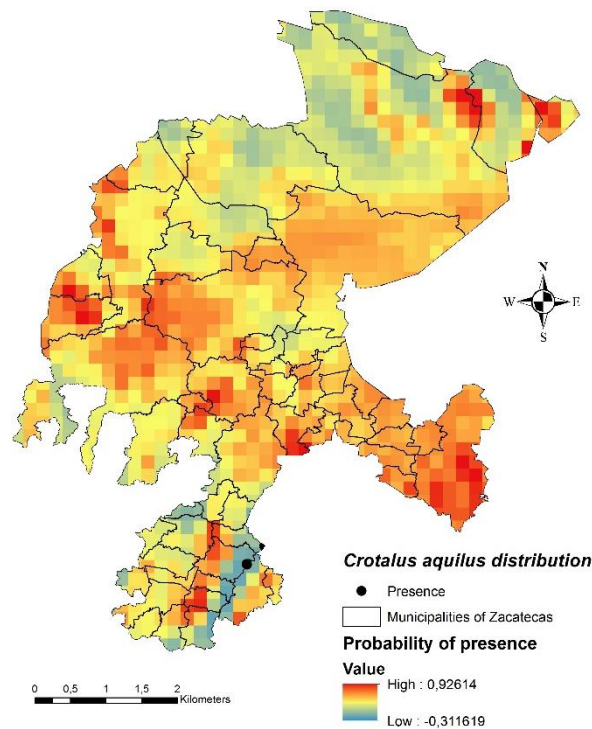 N
W E
S
Crotalus aquilus distribution
Presence
Municipalities of Zacatecas
Probability of presence
Value
High : 0,92614
Low : -0,311619
0 0,5 1 1,5 2
Kilometers